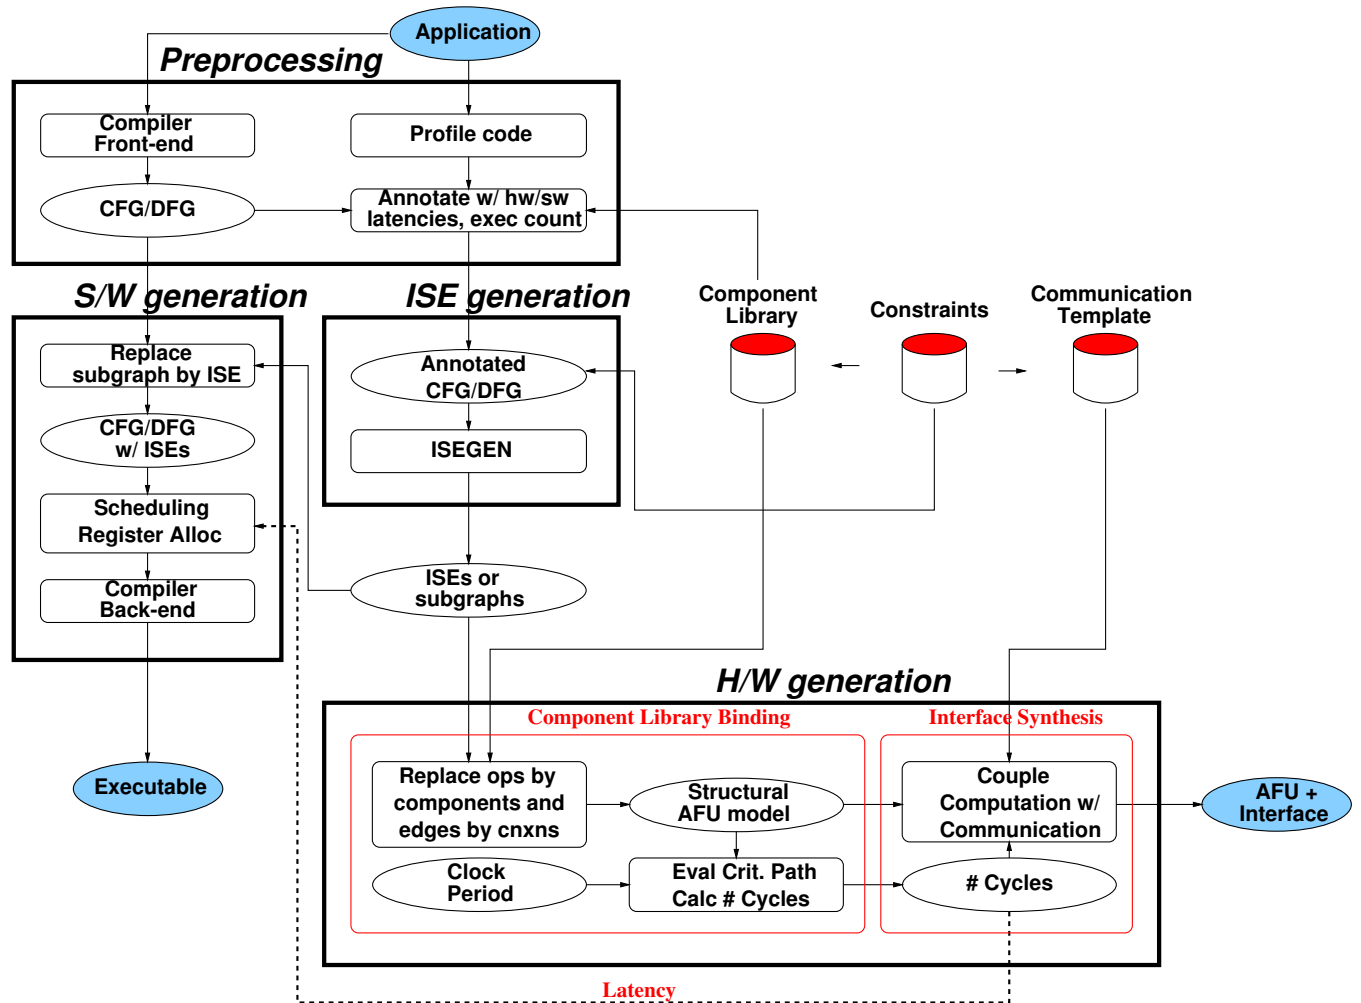 Application
Preprocessing
Compiler
Front-end
Profile code
CFG/DFG
Annotate w/ hw/sw
latencies, exec count
S/W generation
ISE generation
Component
Library
Constraints
Communication
Template
Replace
subgraph by ISE
Annotated
CFG/DFG
CFG/DFG
w/ ISEs
ISEGEN
Scheduling
Register Alloc
Compiler
Back-end
ISEs or
subgraphs
H/W generation
Component Library Binding
Interface Synthesis
Executable
Replace ops by
components and
edges by cnxns
Structural
AFU model
Couple
Computation w/
Communication
AFU +
Interface
Clock
Period
Eval Crit. Path
Calc # Cycles
# Cycles
Latency